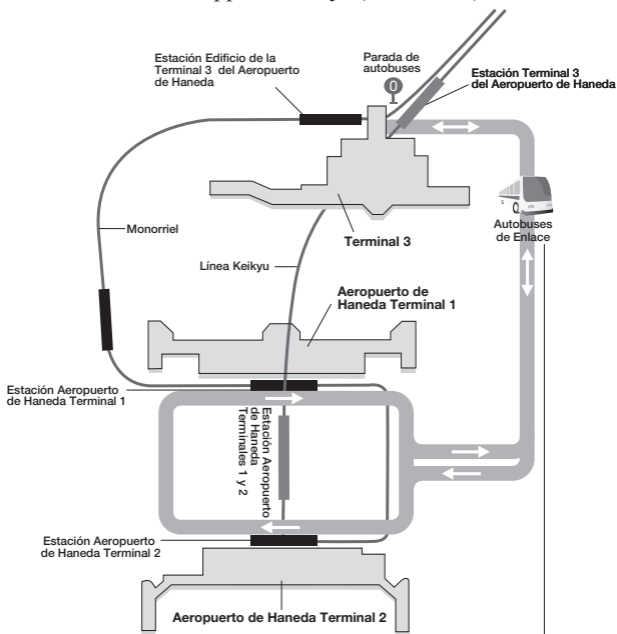 Estación Edificio de la
Terminal 3 del Aeropuerto
de Haneda
Parada de
autobuses
Estación Terminal 3
del Aeropuerto de Haneda
Monorriel
Autobuses
de Enlace
Terminal 3
Línea Keikyu
Aeropuerto de
Haneda Terminal 1
Estación Aeropuerto
de Haneda Terminal 1
Estación Aeropuerto
de Haneda
Terminales 1 y 2
Estación Aeropuerto
de Haneda Terminal 2
Aeropuerto de Haneda Terminal 2